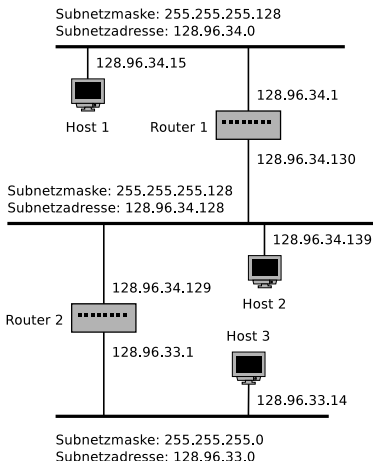 Subnetzmaske: 255.255.255.128
Subnetzadresse: 128.96.34.0
128.96.34.15
128.96.34.1
Host 1
Router 1
128.96.34.130
Subnetzmaske: 255.255.255.128
Subnetzadresse: 128.96.34.128
128.96.34.139
128.96.34.129
Host 2
Router 2
Host 3
128.96.33.1
128.96.33.14
Subnetzmaske: 255.255.255.0
Subnetzadresse: 128.96.33.0